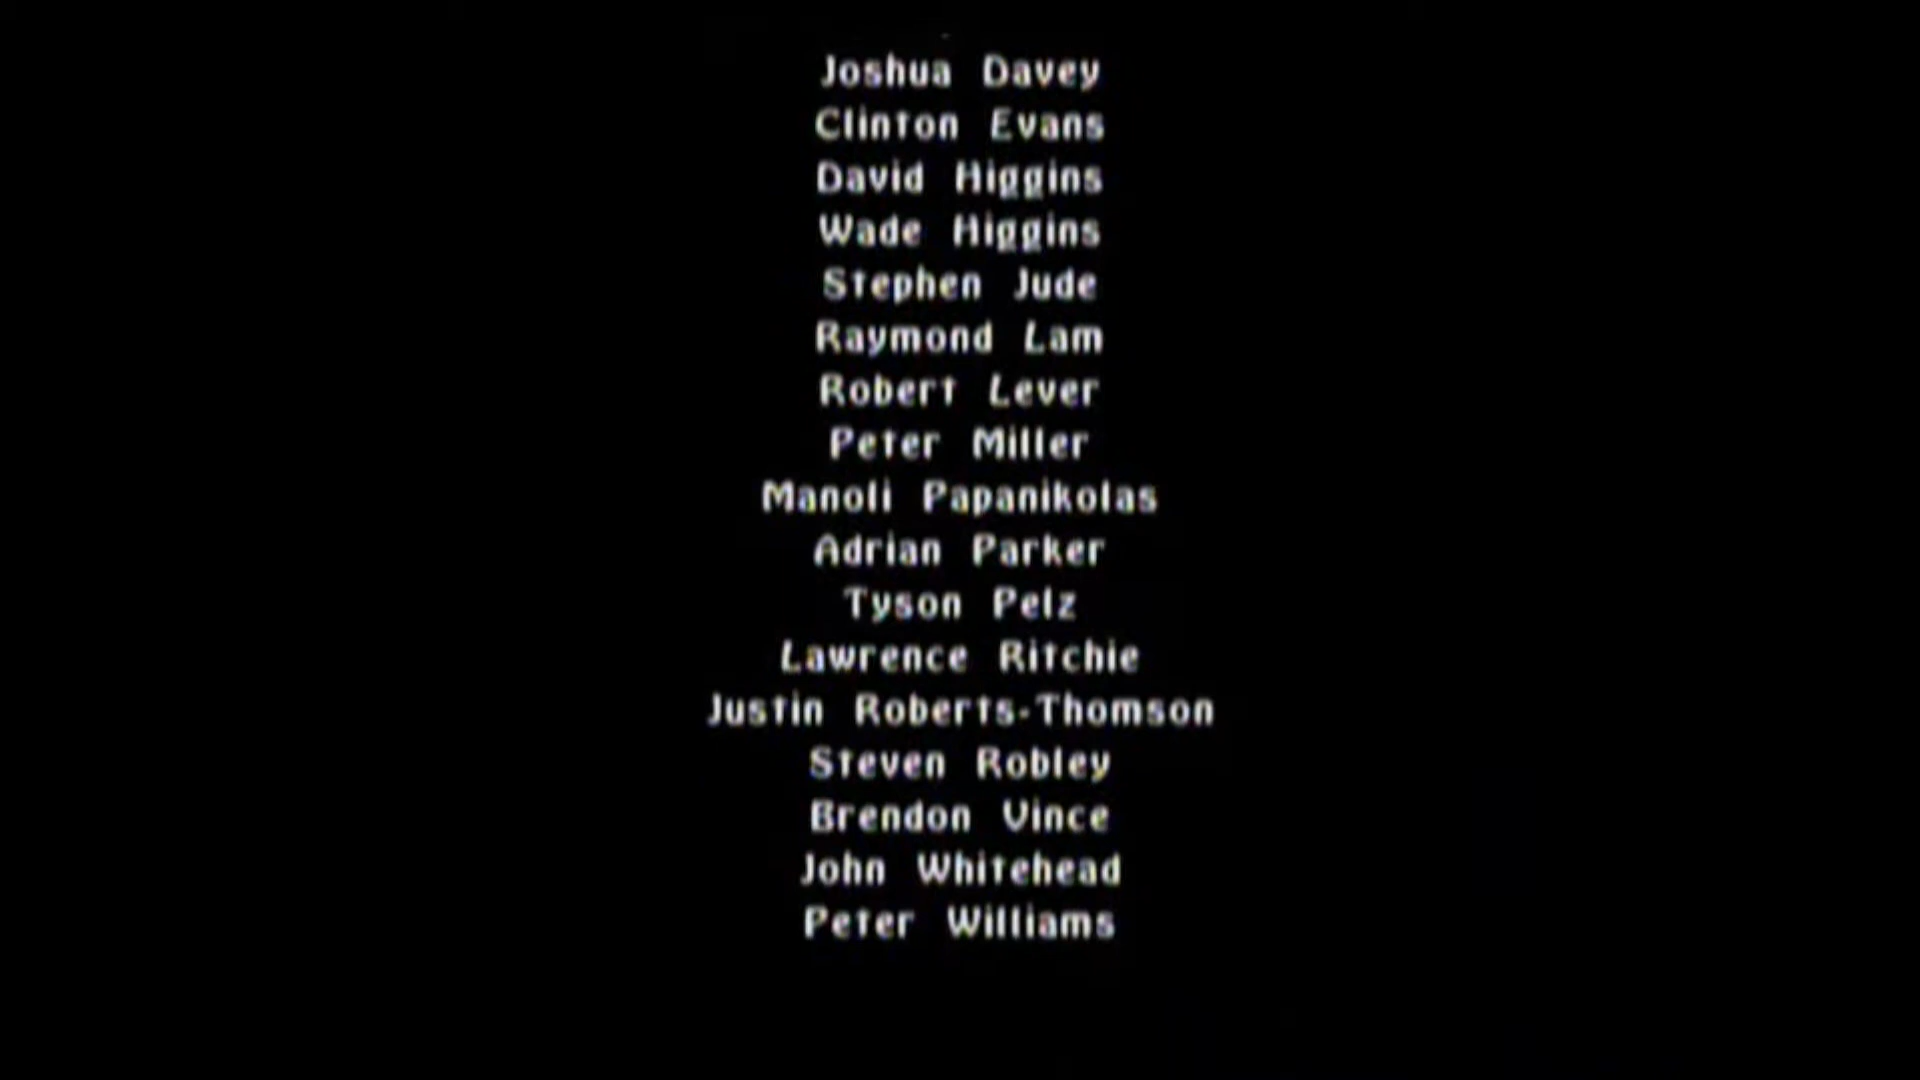 Joshua Davey
Clinton Evans
David Higgins
Wade Higgins
Stephen Jude
Raymond Lam
Robert Lever
Peter Miller
Manoli Papanikolas
Adrian Parker
Tyson Pelz
Lawrence Ritchie
Justin Roberts-Thomson
Steven Robley
Brendon Vince
John Whitehead
Peter Williams